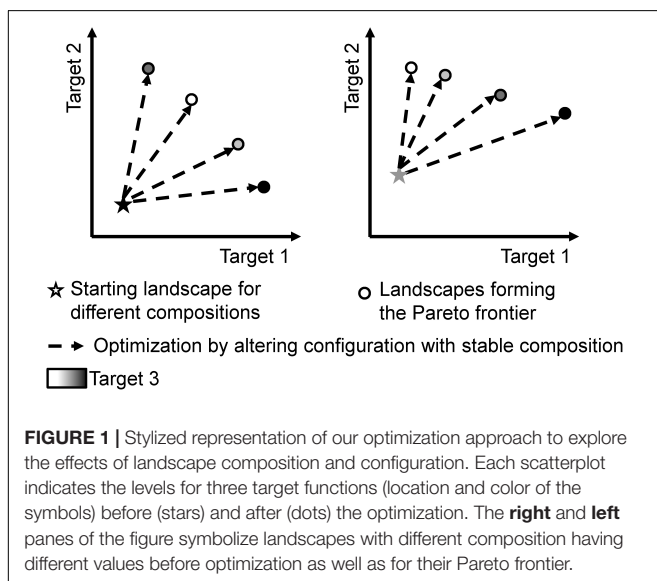 Target 2
Target 1
Target 2
Target 1
Starting landscape for
different compositions
Landscapes forming
the Pareto frontier
Optimization by altering configuration with stable composition
Target 3
FIGURE 1 | Stylized representation of our optimization approach to explore
the effects of landscape composition and configuration. Each scatterplot
indicates the levels for three target functions (location and color of the
symbols) before (stars) and after (dots) the optimization. The right and left
panes of the figure symbolize landscapes with different composition having
different values before optimization as well as for their Pareto frontier.